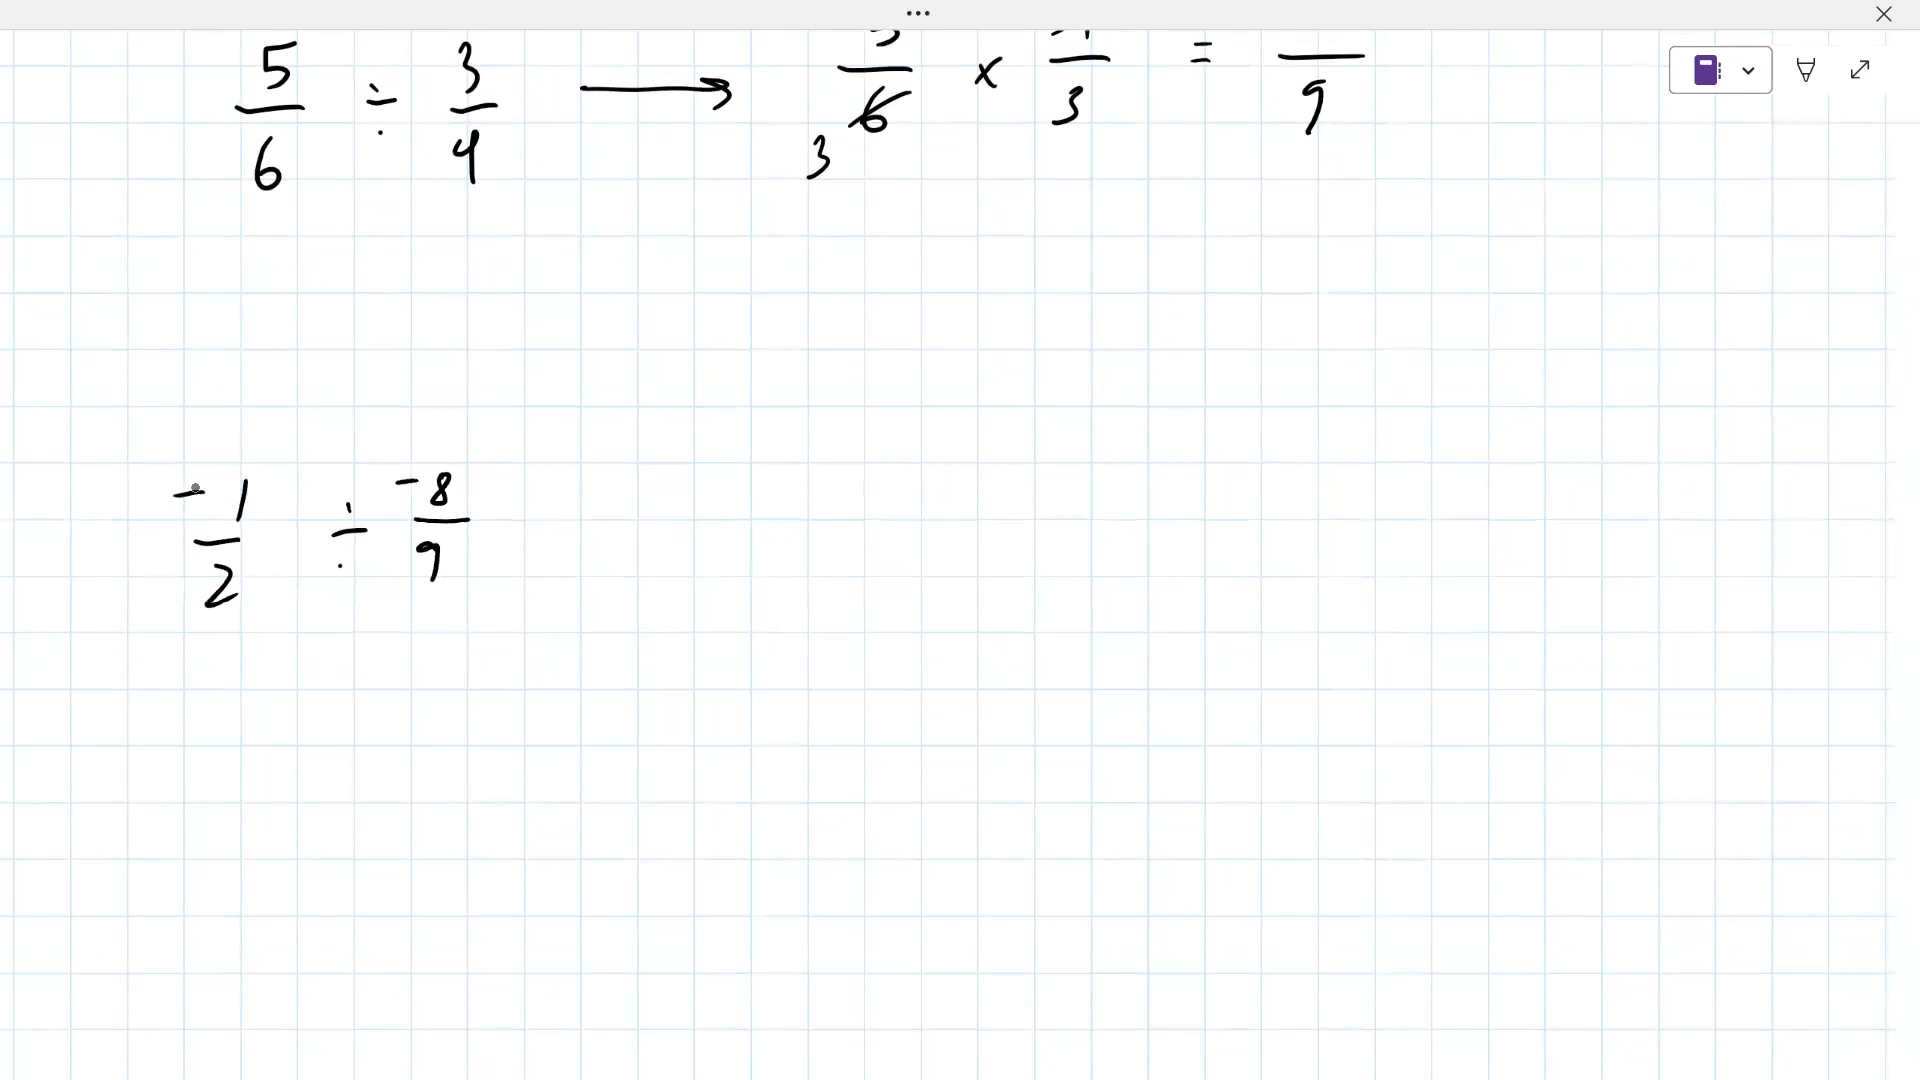 5/6 ÷ 3/4 → /6 × /3 = /9
3
-1/2 ÷ -8/9